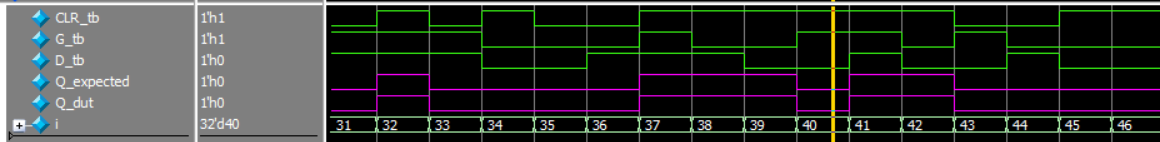 CLR_tb 1'h1
G_tb 1'h1
D_tb 1'h0
Q_expected 1'h0
Q_dut 1'h0
i 32'd40 31 32 33 34 35 36 37 38 39 40 41 42 43 44 45 46